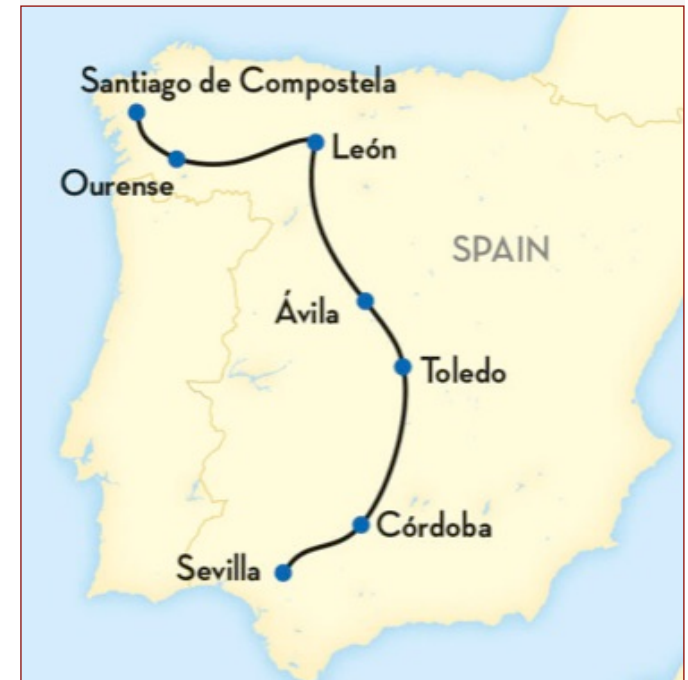 Santiago de Compostela
León
Ourense
SPAIN
Ávila
Toledo
Córdoba
Sevilla